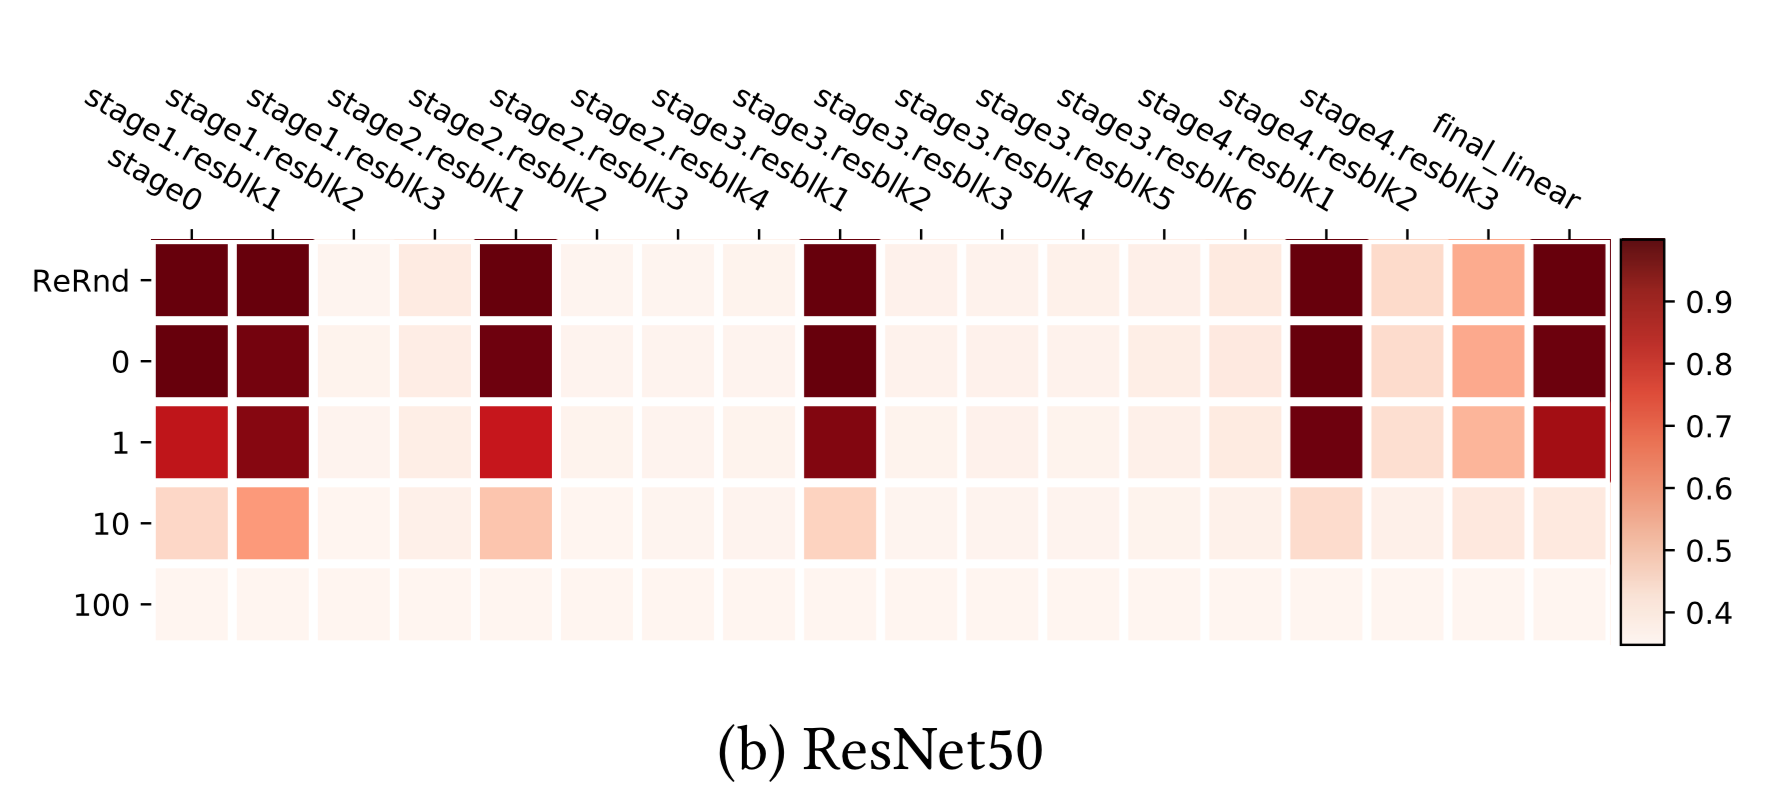 stage0
stage1.resblk1
stage1.resblk2
stage1.resblk3
stage2.resblk1
stage2.resblk2
stage2.resblk3
stage2.resblk4
stage3.resblk1
stage3.resblk2
stage3.resblk3
stage3.resblk4
stage3.resblk5
stage3.resblk6
stage4.resblk1
stage4.resblk2
stage4.resblk3
final_linear
ReRnd
0
1
10
100
0.9
0.8
0.7
0.6
0.5
0.4
(b) ResNet50